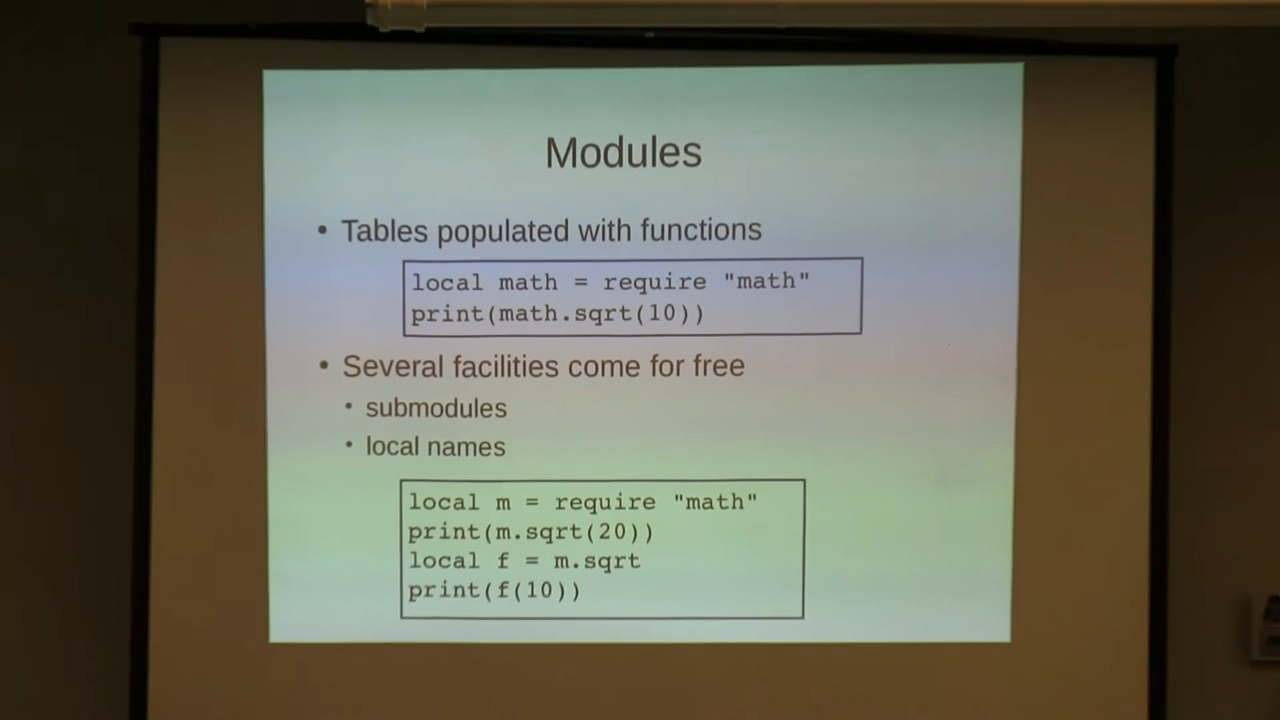 Modules
• Tables populated with functions
local math = require "math"
print(math.sqrt(10))
• Several facilities come for free
• submodules
• local names
local m = require "math"
print(m.sqrt(20))
local f = m.sqrt
print(f(10))